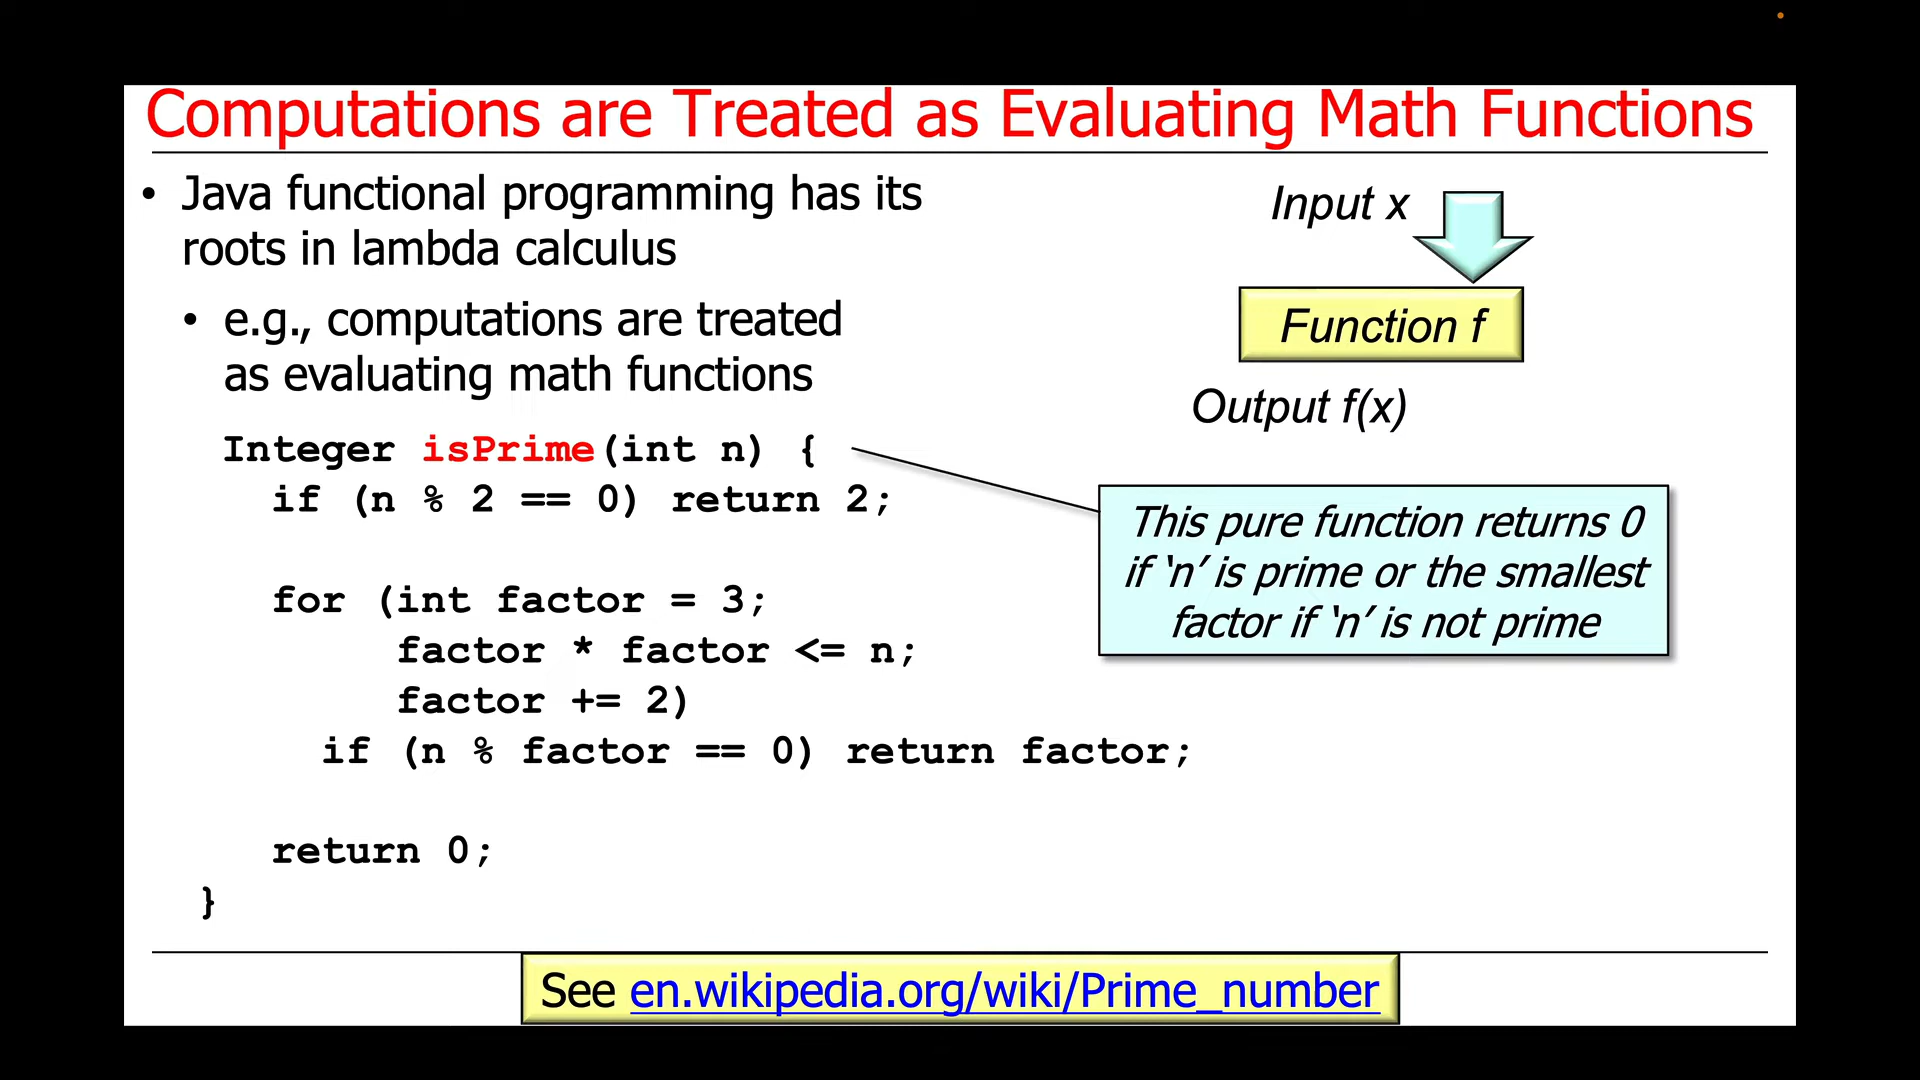 Computations are Treated as Evaluating Math Functions
• Java functional programming has its
roots in lambda calculus
• e.g., computations are treated
as evaluating math functions
Integer isPrime(int n) {
if (n % 2 == 0) return 2;
for (int factor = 3;
factor * factor <= n;
factor += 2)
if (n % factor == 0) return factor;
return 0;
}
Input x
Function f
Output f(x)
This pure function returns 0
if ‘n’ is prime or the smallest
factor if ‘n’ is not prime
See en.wikipedia.org/wiki/Prime_number